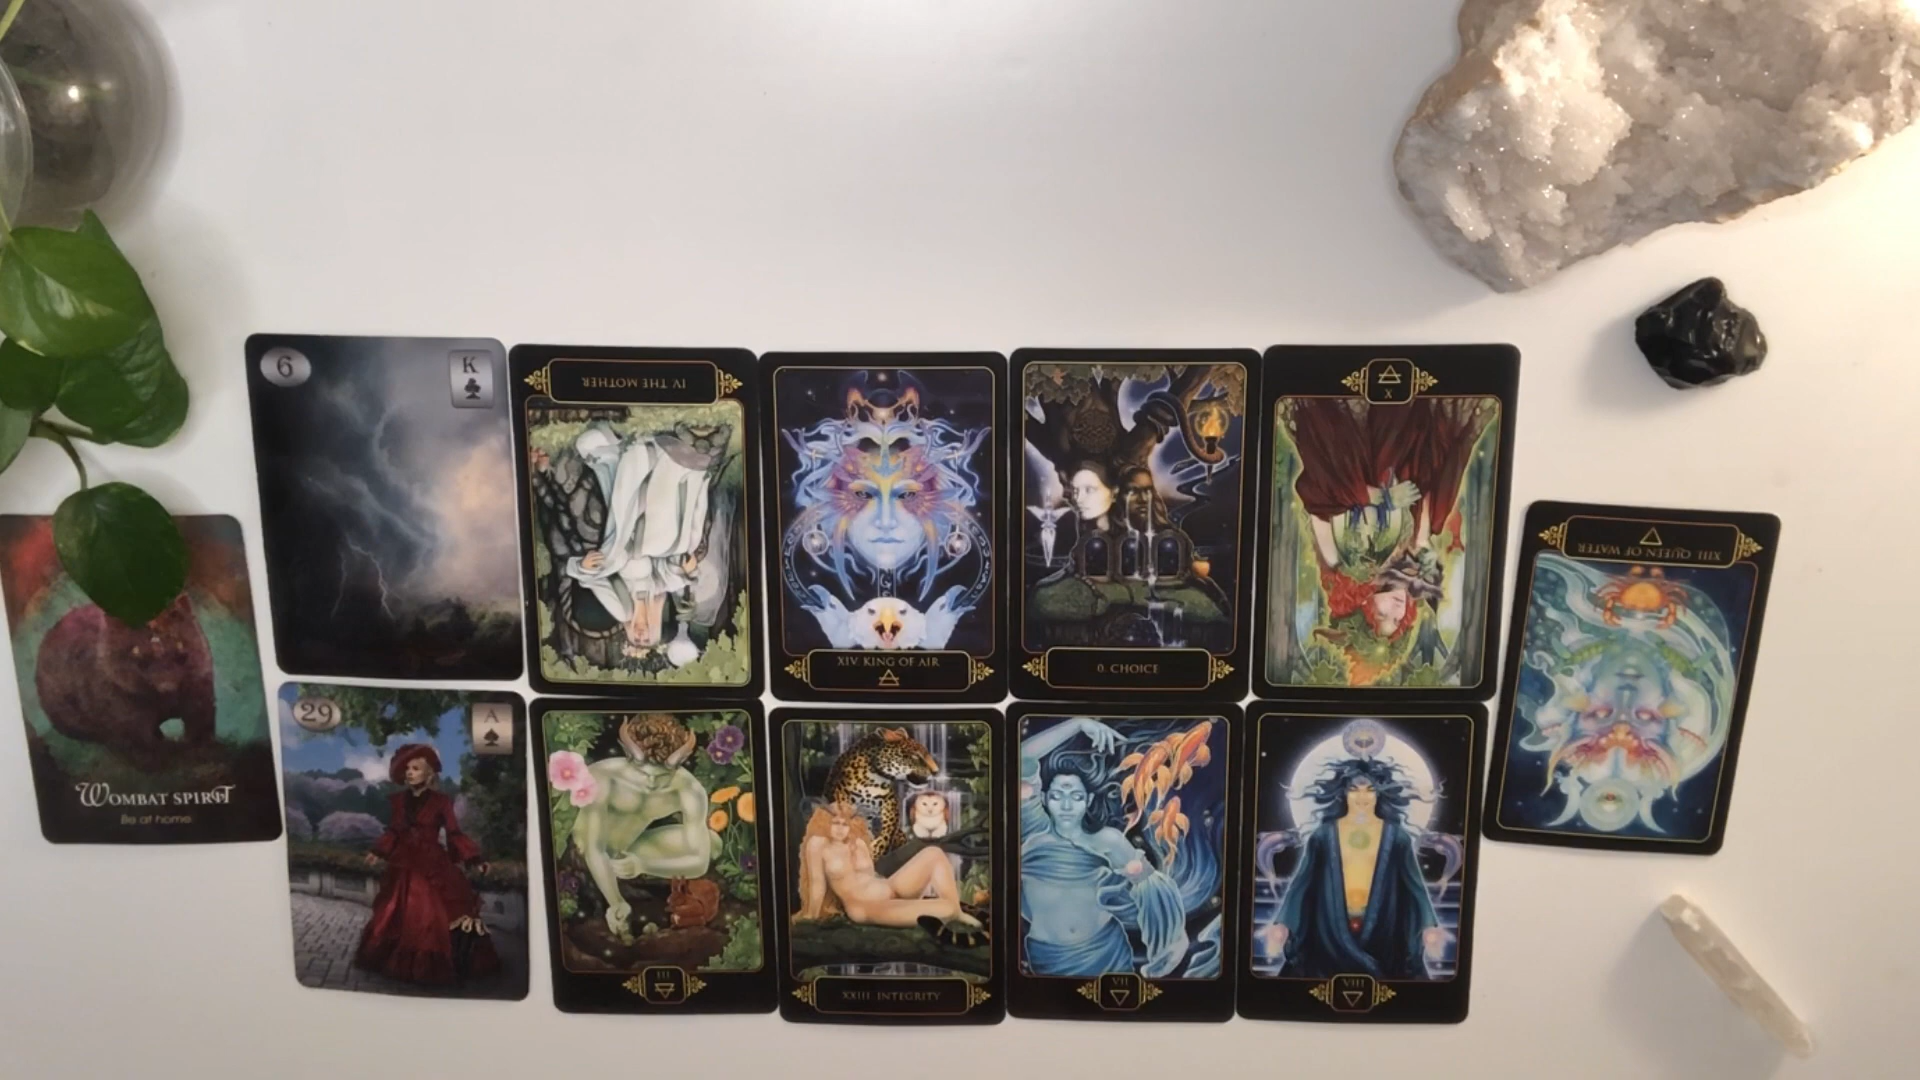 6
K
IV THE MOTHER
XIV. KING OF AIR
0. CHOICE
X
XIII QUEEN OF WATER
WOMBAT SPIRIT
Be at home.
29
A
III
XXIII INTEGRITY
VII
VIII